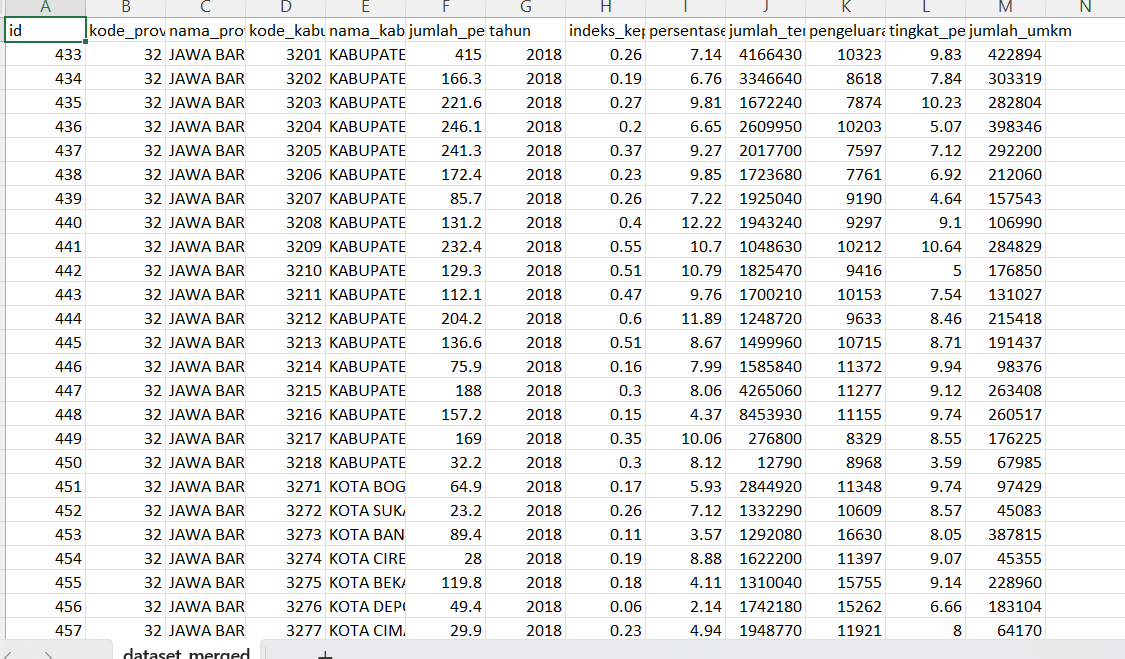 A B C D E F G H I J K L M N
id kode_prov nama_pro kode_kabu nama_kab jumlah_pe tahun indeks_kep persentase jumlah_ter pengeluara tingkat_pe jumlah_umkm
433 32 JAWA BAR 3201 KABUPATE 415 2018 0.26 7.14 4166430 10323 9.83 422894
434 32 JAWA BAR 3202 KABUPATE 166.3 2018 0.19 6.76 3346640 8618 7.84 303319
435 32 JAWA BAR 3203 KABUPATE 221.6 2018 0.27 9.81 1672240 7874 10.23 282804
436 32 JAWA BAR 3204 KABUPATE 246.1 2018 0.2 6.65 2609950 10203 5.07 398346
437 32 JAWA BAR 3205 KABUPATE 241.3 2018 0.37 9.27 2017700 7597 7.12 292200
438 32 JAWA BAR 3206 KABUPATE 172.4 2018 0.23 9.85 1723680 7761 6.92 212060
439 32 JAWA BAR 3207 KABUPATE 85.7 2018 0.26 7.22 1925040 9190 4.64 157543
440 32 JAWA BAR 3208 KABUPATE 131.2 2018 0.4 12.22 1943240 9297 9.1 106990
441 32 JAWA BAR 3209 KABUPATE 232.4 2018 0.55 10.7 1048630 10212 10.64 284829
442 32 JAWA BAR 3210 KABUPATE 129.3 2018 0.51 10.79 1825470 9416 5 176850
443 32 JAWA BAR 3211 KABUPATE 112.1 2018 0.47 9.76 1700210 10153 7.54 131027
444 32 JAWA BAR 3212 KABUPATE 204.2 2018 0.6 11.89 1248720 9633 8.46 215418
445 32 JAWA BAR 3213 KABUPATE 136.6 2018 0.51 8.67 1499960 10715 8.71 191437
446 32 JAWA BAR 3214 KABUPATE 75.9 2018 0.16 7.99 1585840 11372 9.94 98376
447 32 JAWA BAR 3215 KABUPATE 188 2018 0.3 8.06 4265060 11277 9.12 263408
448 32 JAWA BAR 3216 KABUPATE 157.2 2018 0.15 4.37 8453930 11155 9.74 260517
449 32 JAWA BAR 3217 KABUPATE 169 2018 0.35 10.06 276800 8329 8.55 176225
450 32 JAWA BAR 3218 KABUPATE 32.2 2018 0.3 8.12 12790 8968 3.59 67985
451 32 JAWA BAR 3271 KOTA BOG 64.9 2018 0.17 5.93 2844920 11348 9.74 97429
452 32 JAWA BAR 3272 KOTA SUKA 23.2 2018 0.26 7.12 1332290 10609 8.57 45083
453 32 JAWA BAR 3273 KOTA BAN 89.4 2018 0.11 3.57 1292080 16630 8.05 387815
454 32 JAWA BAR 3274 KOTA CIRE 28 2018 0.19 8.88 1622200 11397 9.07 45355
455 32 JAWA BAR 3275 KOTA BEKA 119.8 2018 0.18 4.11 1310040 15755 9.14 228960
456 32 JAWA BAR 3276 KOTA DEPO 49.4 2018 0.06 2.14 1742180 15262 6.66 183104
457 32 JAWA BAR 3277 KOTA CIMA 29.9 2018 0.23 4.94 1948770 11921 8 64170
dataset_merged